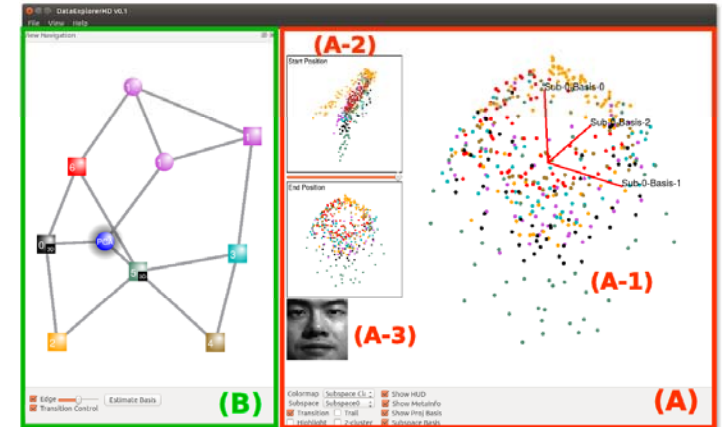 DataExplorerHD V0.1
File View Help
View Navigation
(A-2)
Start Position
Sub-0-Basis-0
Sub-0-Basis-2
End Position
Sub-0-Basis-1
6
0
PCA
5
3
(A-1)
(A-3)
2
4
Edge
Estimate Basis
Transition Control
(B)
Colormap
Subspace
Subspace0
Transition
Trail
Highlight
Show HUD
Show MetaInfo
Show Proj Basis
Subspace Basis
(A)